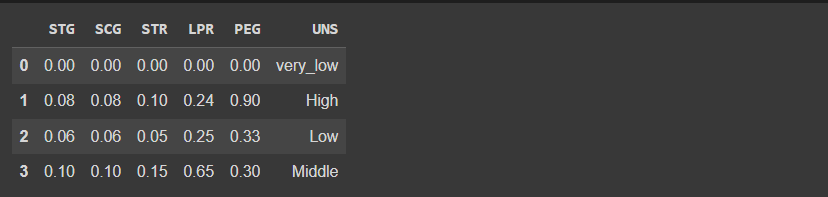 STG SCG STR LPR PEG UNS
0 0.00 0.00 0.00 0.00 0.00 very_low
1 0.08 0.08 0.10 0.24 0.90 High
2 0.06 0.06 0.05 0.25 0.33 Low
3 0.10 0.10 0.15 0.65 0.30 Middle